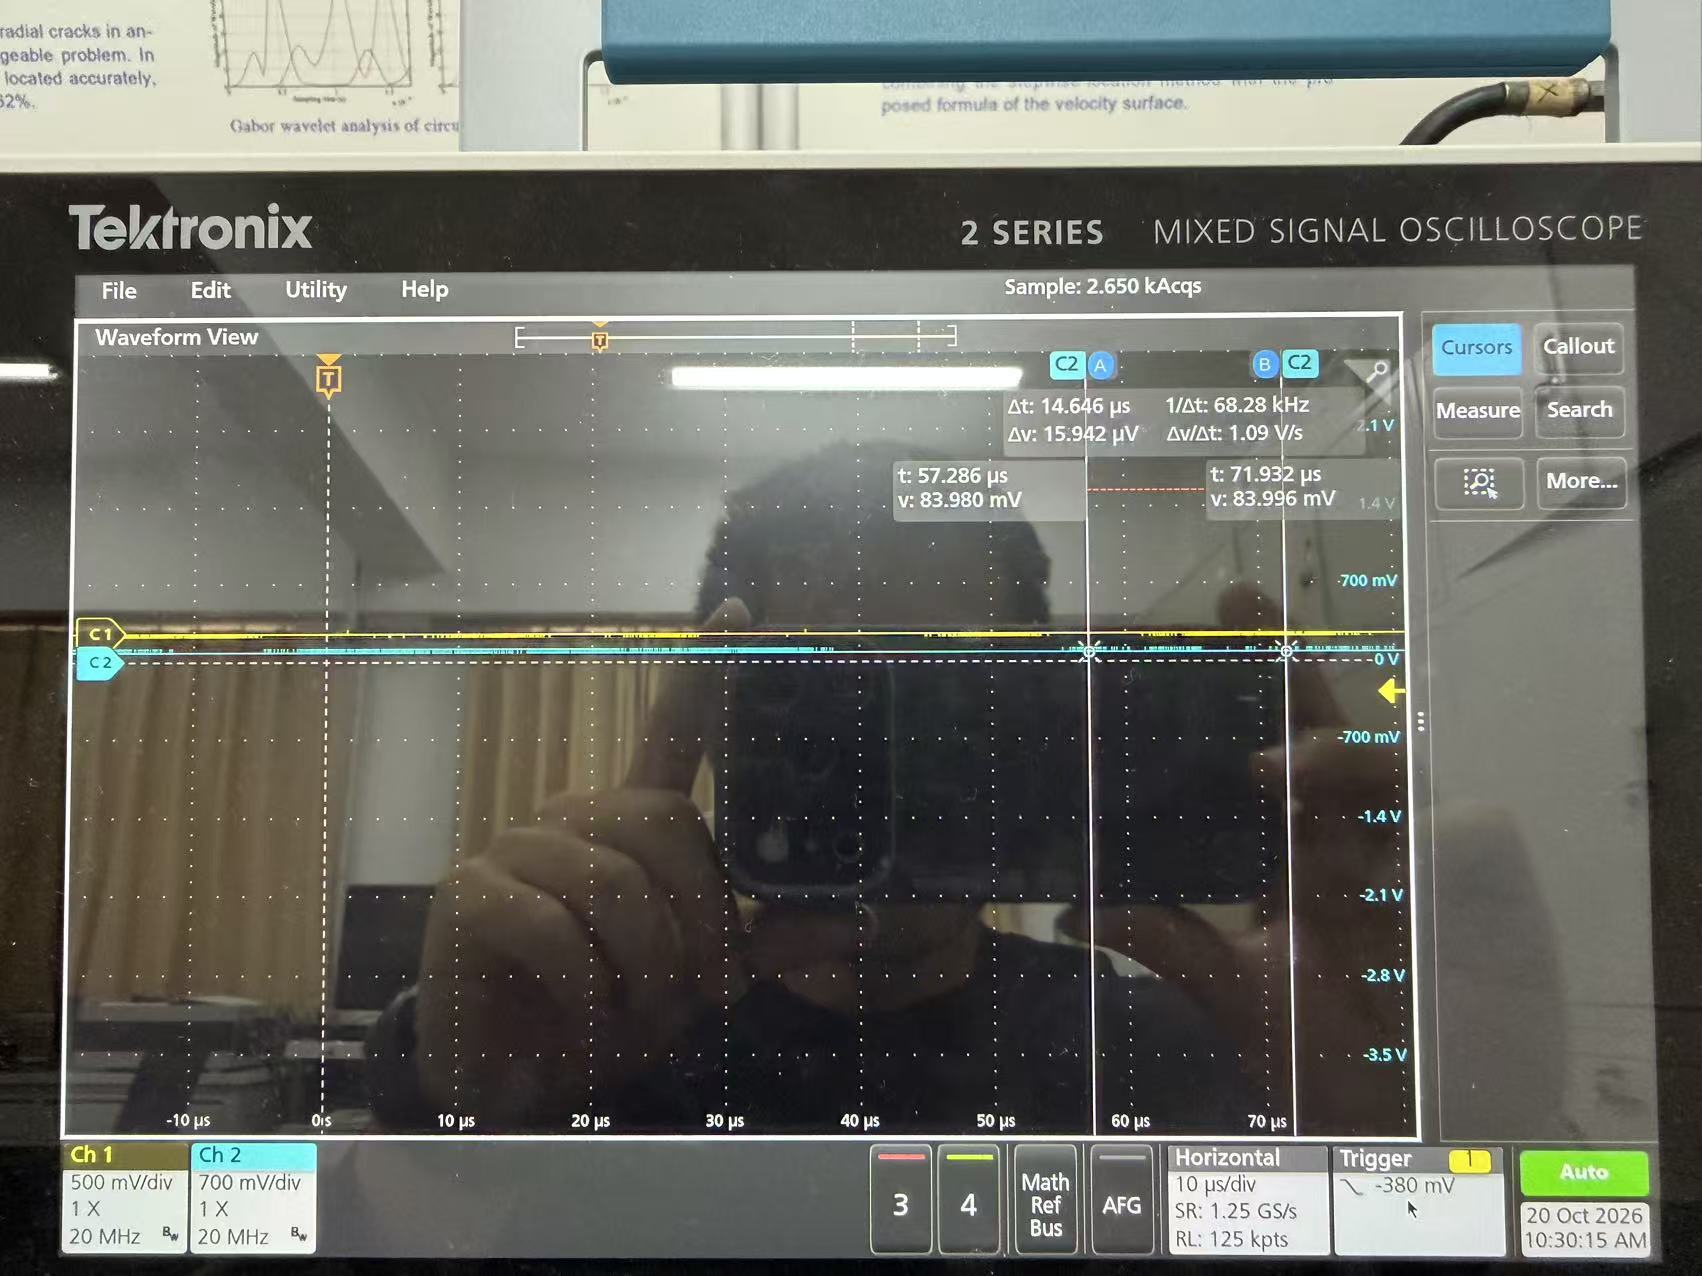 radial cracks in an-
geable problem. In
located accurately,
62%.
Gabor wavelet analysis of circu
posed formula of the velocity surface.
Tektronix
2 SERIES MIXED SIGNAL OSCILLOSCOPE
File Edit Utility Help
Sample: 2.650 kAcqs
Waveform View
T
T
C2 A B C2
Δt: 14.646 µs 1/Δt: 68.28 kHz
Δv: 15.942 µV Δv/Δt: 1.09 V/s
t: 57.286 µs
v: 83.980 mV
t: 71.932 µs
v: 83.996 mV
2.1 V
1.4 V
700 mV
0 V
-700 mV
-1.4 V
-2.1 V
-2.8 V
-3.5 V
C1
C2
-10 µs 0s 10 µs 20 µs 30 µs 40 µs 50 µs 60 µs 70 µs
Cursors Callout
Measure Search
More...
Ch 1
500 mV/div
1 X
20 MHz Bw
Ch 2
700 mV/div
1 X
20 MHz Bw
3
4
Math
Ref
Bus
AFG
Horizontal
10 µs/div
SR: 1.25 GS/s
RL: 125 kpts
Trigger 1
-380 mV
Auto
20 Oct 2026
10:30:15 AM